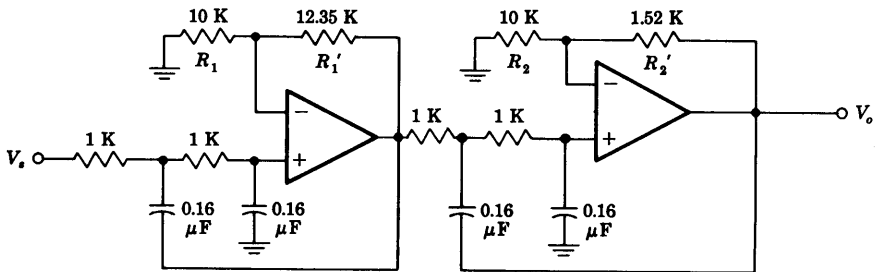 10 K
12.35 K
10 K
1.52 K
R₁
R₁′
R₂
R₂′
1 K
1 K
Vₛ
1 K
1 K
−
+
−
+
Vₒ
0.16
μF
0.16
μF
0.16
μF
0.16
μF